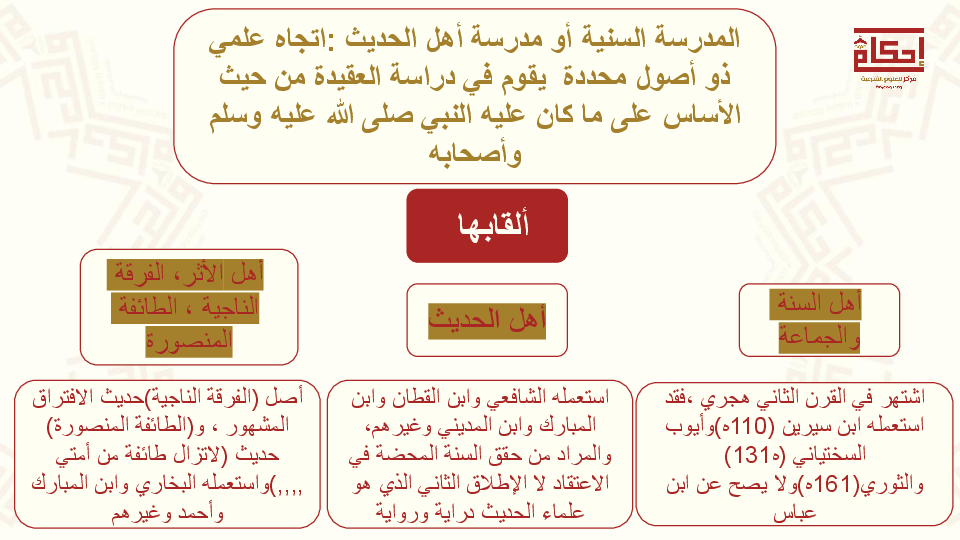 المدرسة السنية أو مدرسة أهل الحديث :اتجاه علمي
ذو أصول محددة يقوم في دراسة العقيدة من حيث
الأساس على ما كان عليه النبي صلى الله عليه وسلم
وأصحابه
إحكام
مركز للعلوم الشرعية
ألقابها
أهل السنة
والجماعة
أهل الحديث
أهل الأثر، الفرقة
الناجية ، الطائفة
المنصورة
اشتهر في القرن الثاني هجري ،فقد
استعمله ابن سيرين (110ه)وأيوب
السختياني (ه131)
والثوري(161ه)ولا يصح عن ابن
عباس
استعمله الشافعي وابن القطان وابن
المبارك وابن المديني وغيرهم،
والمراد من حقق السنة المحضة في
الاعتقاد لا الإطلاق الثاني الذي هو
علماء الحديث دراية ورواية
أصل (الفرقة الناجية)حديث الافتراق
المشهور ، و(الطائفة المنصورة)
حديث (لاتزال طائفة من أمتي
,,,,)واستعمله البخاري وابن المبارك
وأحمد وغيرهم